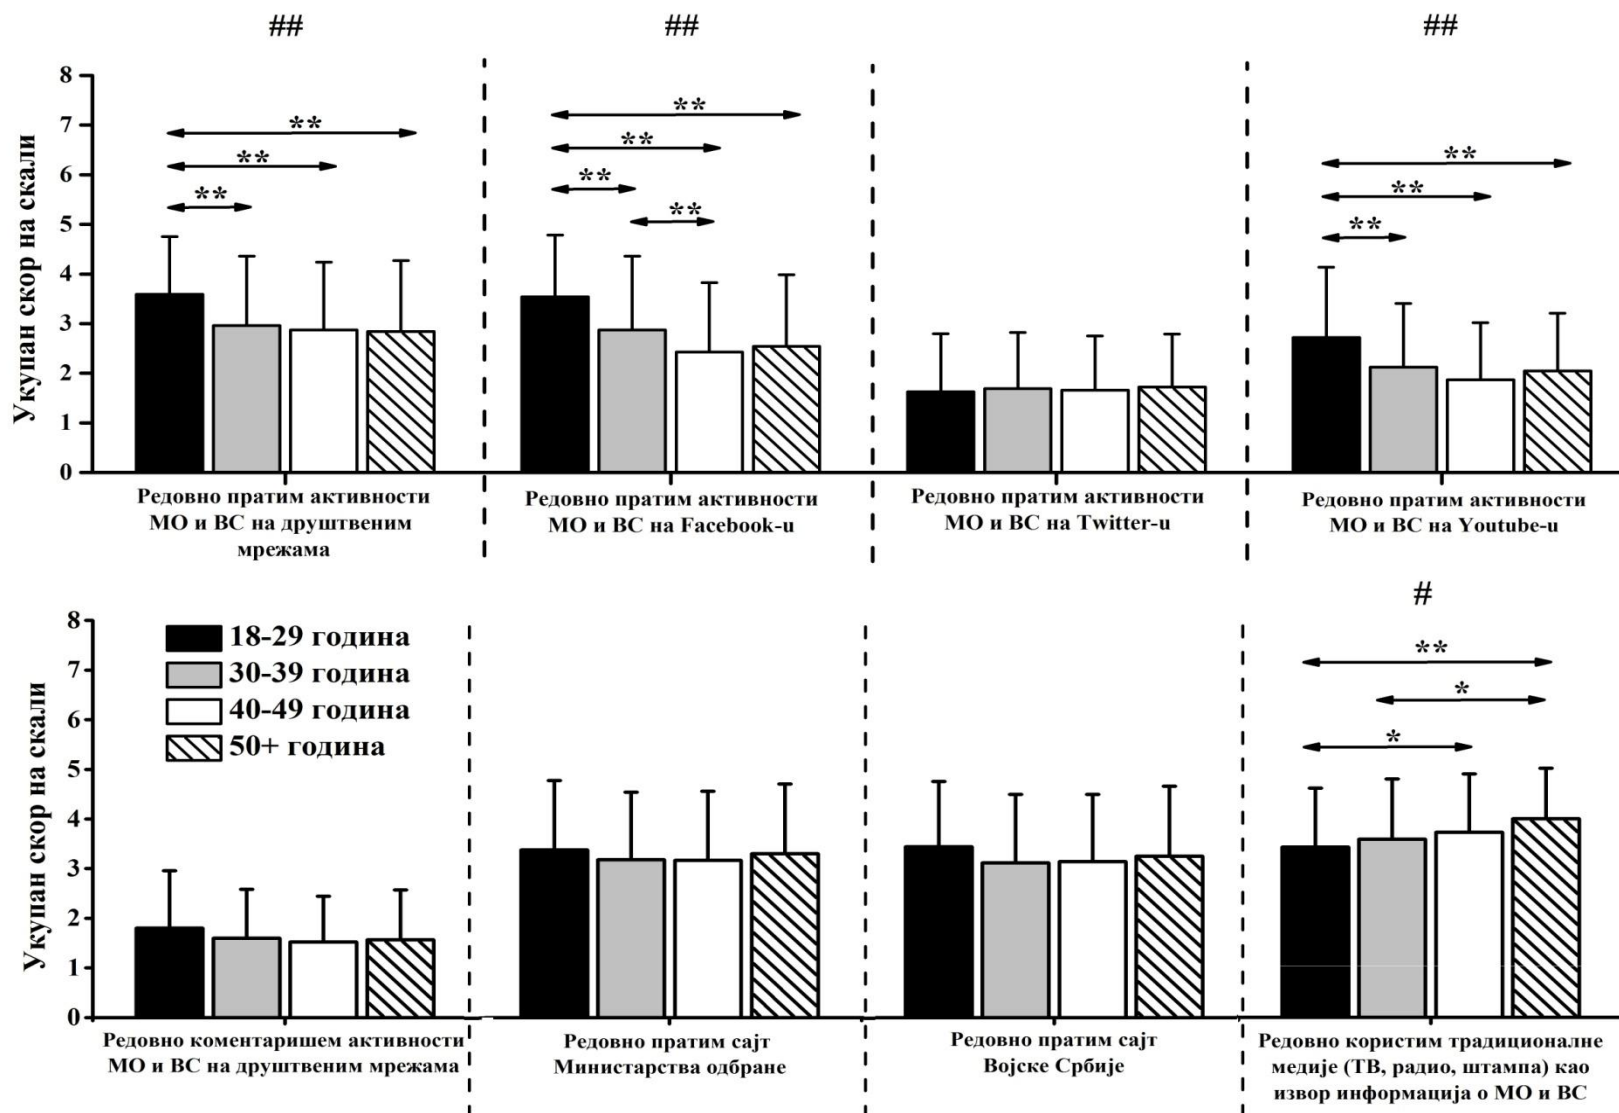 ## ## ##
Укупан скор на скали
8
7
6
5
4
3
2
1
0
** ** **
** ** **
** ** **
**
Редовно пратим активности
МО и ВС на друштвеним
мрежама
Редовно пратим активности
МО и ВС на Facebook-u
Редовно пратим активности
МО и ВС на Twitter-u
Редовно пратим активности
МО и ВС на Youtube-u
#
Укупан скор на скали
8
7
6
5
4
3
2
1
0
18-29 година
30-39 година
40-49 година
50+ година
**
*
*
Редовно коментаришем активности
МО и ВС на друштвеним мрежама
Редовно пратим сајт
Министарства одбране
Редовно пратим сајт
Војске Србије
Редовно користим традиционалне
медије (ТВ, радио, штампа) као
извор информација о МО и ВС